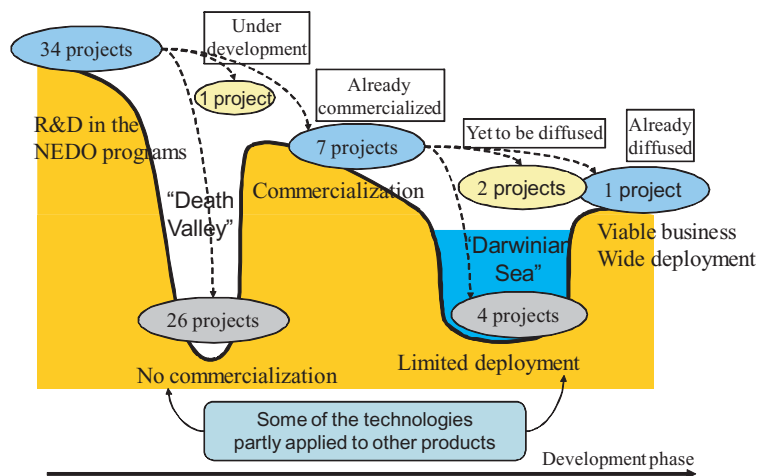 34 projects
Under
development
1 project
R&D in the
NEDO programs
Already
commercialized
7 projects
Commercialization
Yet to be diffused
Already
diffused
2 projects
1 project
"Death
Valley"
Viable business
Wide deployment
"Darwinian
Sea"
26 projects
4 projects
No commercialization
Limited deployment
Some of the technologies
partly applied to other products
Development phase